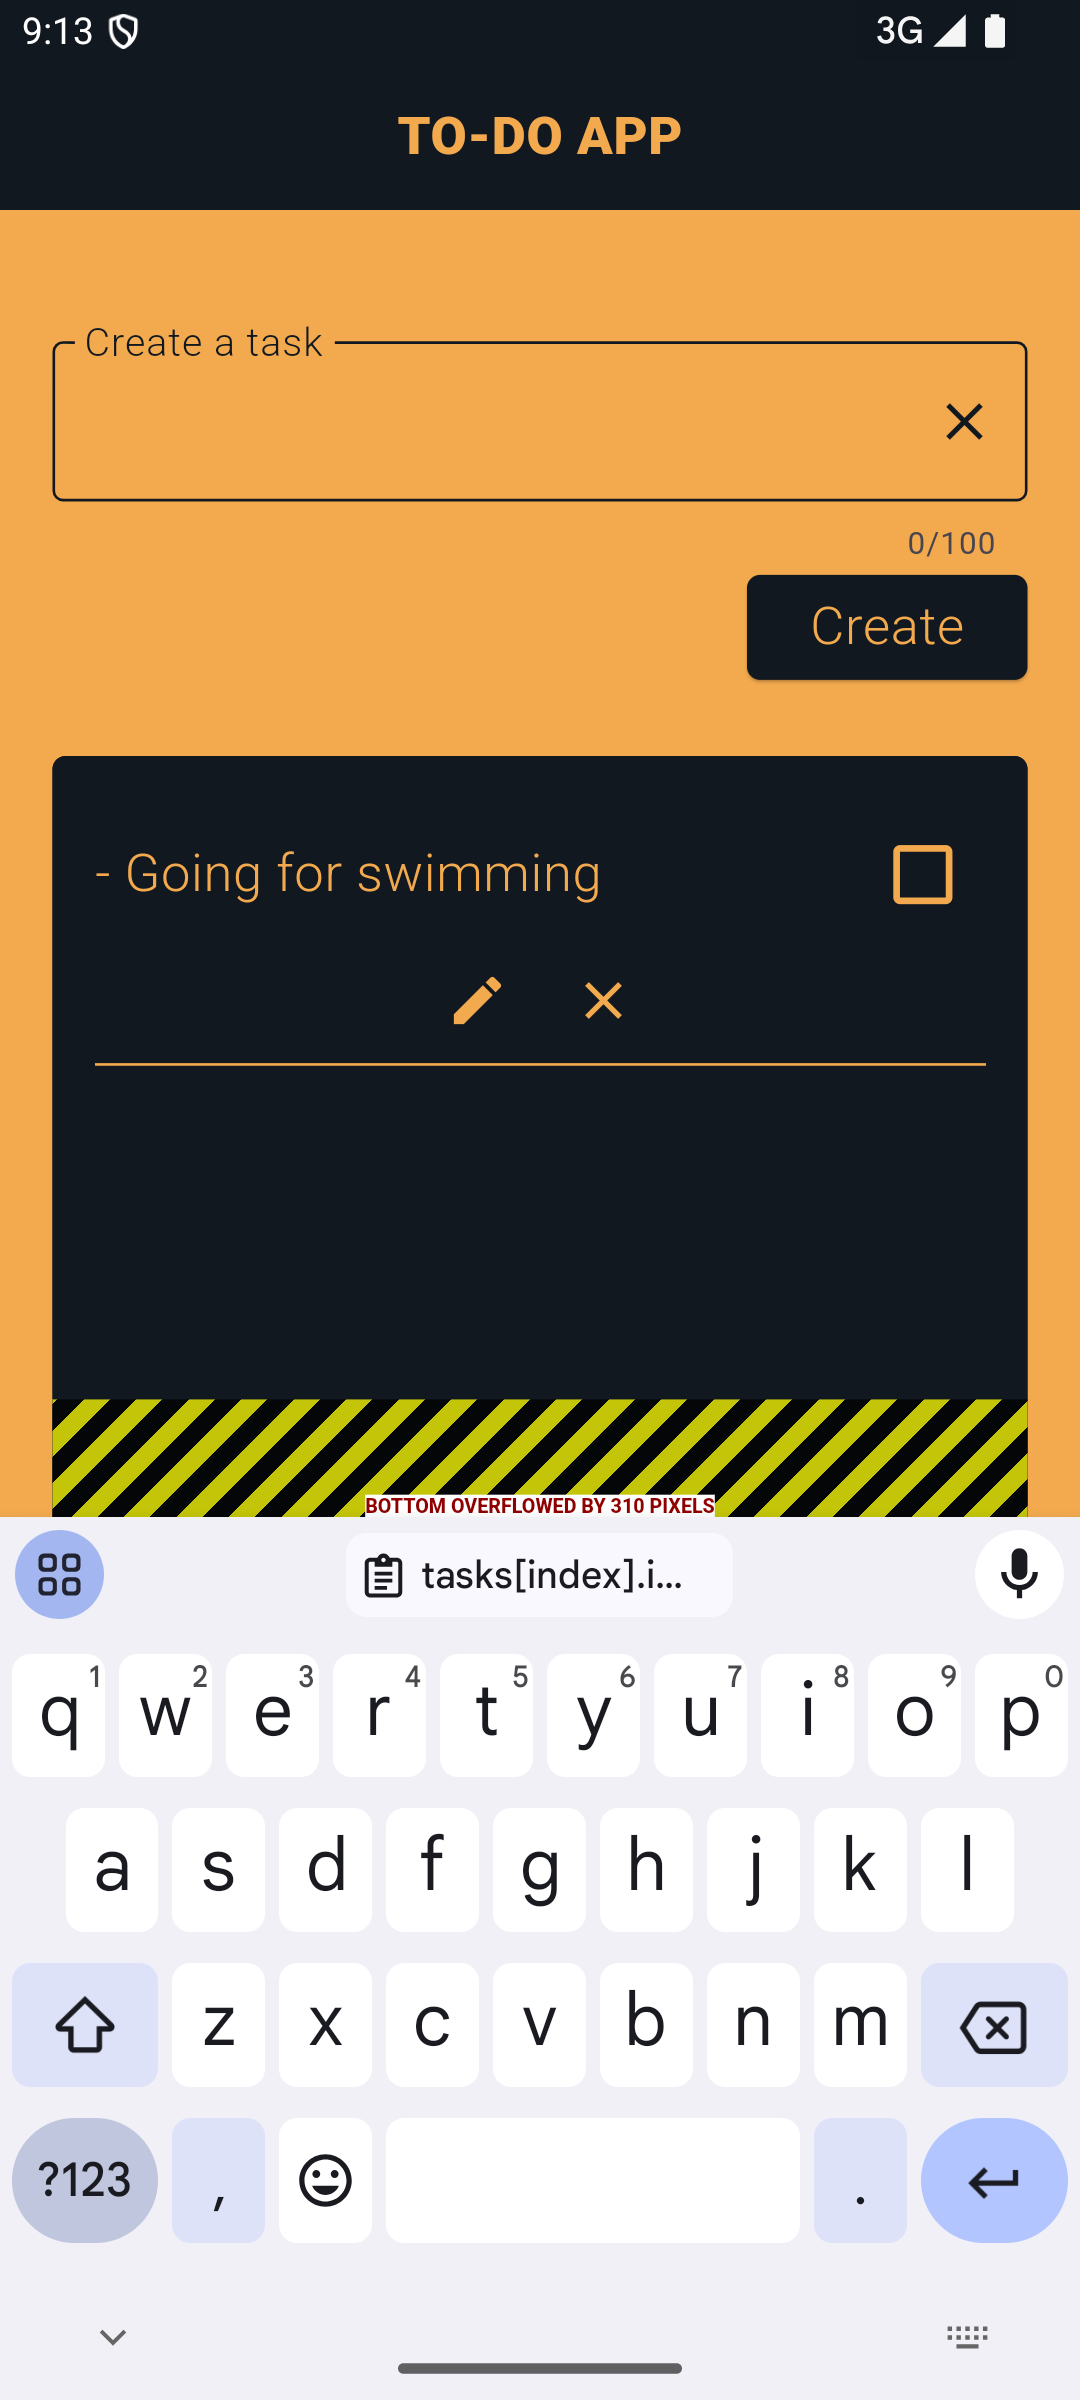 9:13 3G
TO-DO APP
Create a task
0/100
Create
- Going for swimming
BOTTOM OVERFLOWED BY 310 PIXELS
tasks[index].i...
q 1 w 2 e 3 r 4 t 5 y 6 u 7 i 8 o 9 p 0
a s d f g h j k l
z x c v b n m
?123 , .